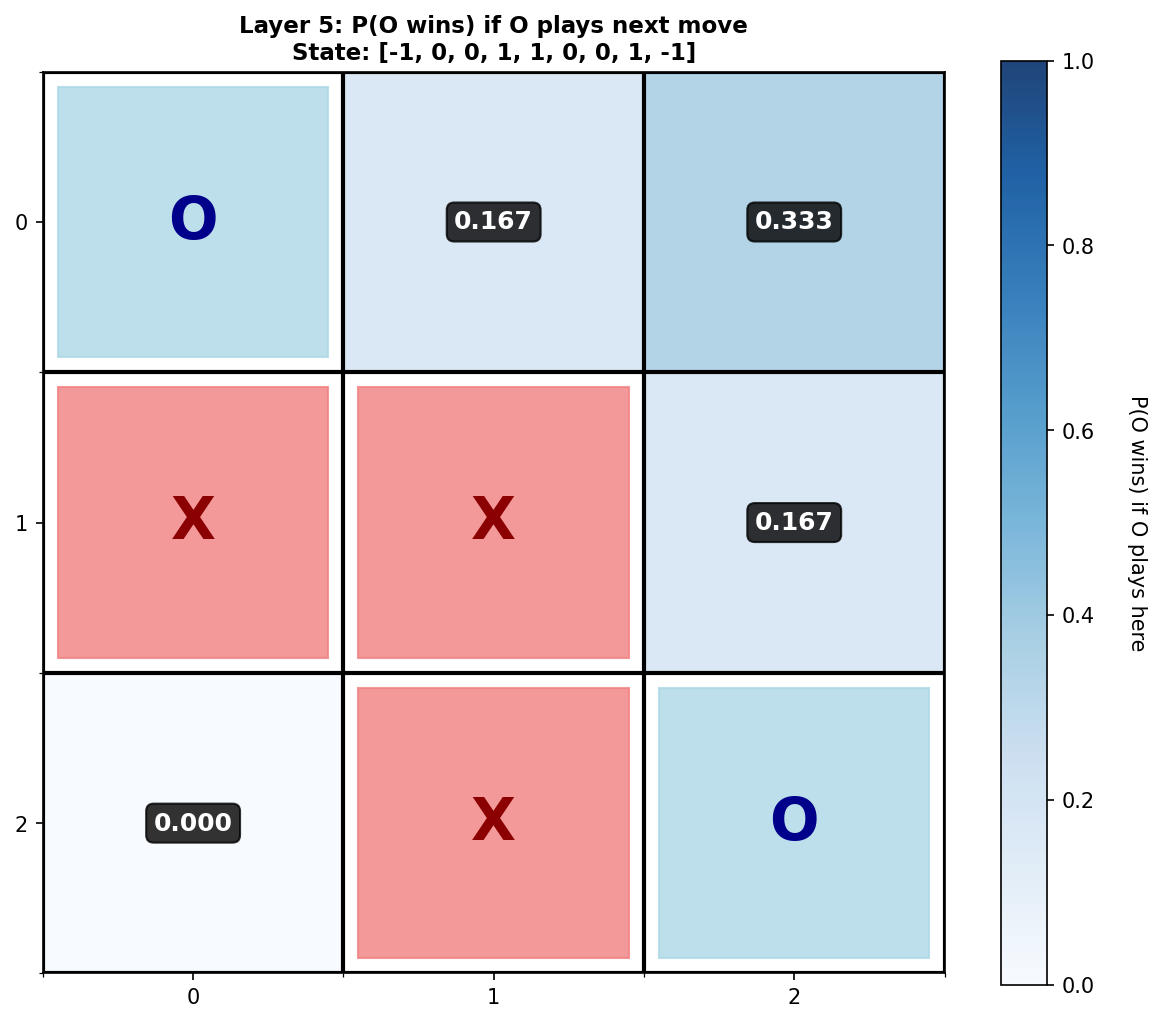 Layer 5: P(O wins) if O plays next move
State: [-1, 0, 0, 1, 1, 0, 0, 1, -1]
0
O
0.167
0.333
1
X
X
0.167
2
0.000
X
O
0
1
2
1.0
0.8
0.6
0.4
0.2
0.0
P(O wins) if O plays here